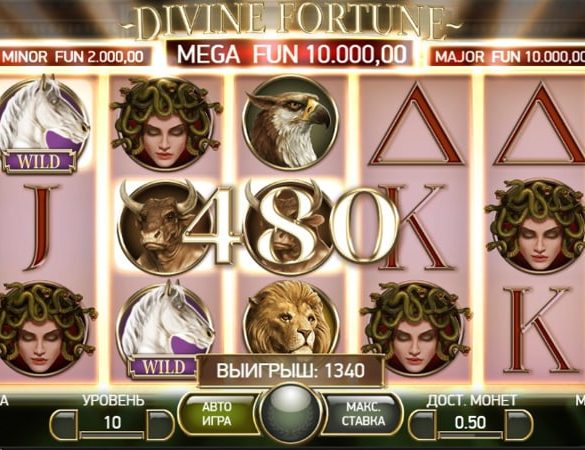 DIVINE FORTUNE
MINOR FUN 2.000,00
MEGA FUN 10.000,00
MAJOR FUN 10.000,00
WILD
J
480
K
WILD
K
ВЫИГРЫШ: 1340
УРОВЕНЬ
10
АВТО
ИГРА
МАКС.
СТАВКА
ДОСТ. МОНЕТ
0.50